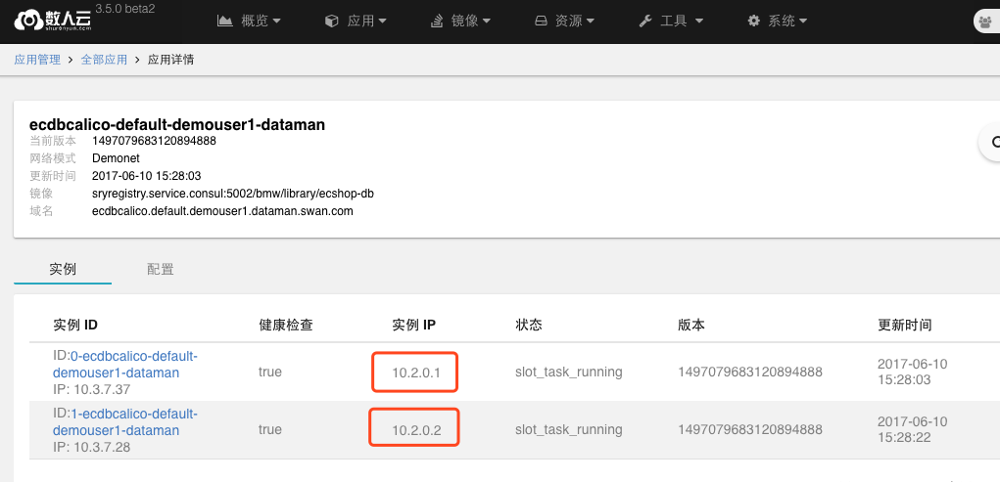 数人云 3.5.0 beta2
shurenyun.com
概览 应用 镜像 资源 工具 系统
应用管理 > 全部应用 > 应用详情
ecdbcalico-default-demouser1-dataman
当前版本 1497079683120894888
网络模式 Demonet
更新时间 2017-06-10 15:28:03
镜像 sryregistry.service.consul:5002/bmw/library/ecshop-db
域名 ecdbcalico.default.demouser1.dataman.swan.com
实例 配置
实例 ID 健康检查 实例 IP 状态 版本 更新时间
ID:0-ecdbcalico-default-
demouser1-dataman
IP: 10.3.7.37
true 10.2.0.1 slot_task_running 1497079683120894888
2017-06-10
15:28:03
ID:1-ecdbcalico-default-
demouser1-dataman
IP: 10.3.7.28
true 10.2.0.2 slot_task_running 1497079683120894888
2017-06-10
15:28:22